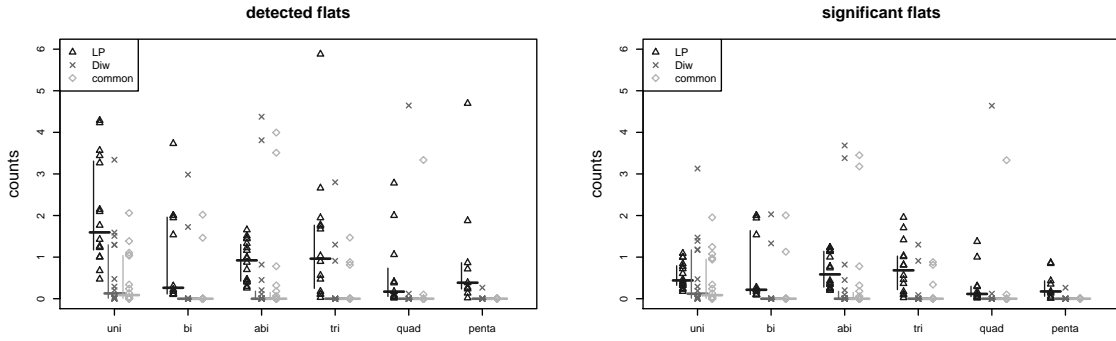 detected flats
counts
6
5
4
3
2
1
0
LP
Diw
common
uni bi abi tri quad penta
significant flats
counts
6
5
4
3
2
1
0
LP
Diw
common
uni bi abi tri quad penta